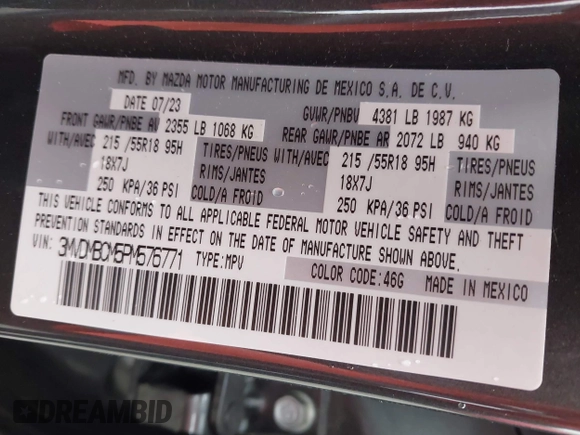 MFD. BY MAZDA MOTOR MANUFACTURING DE MEXICO S.A. DE C.V.
DATE 07/23 GVWR/PNBV 4381 LB 1987 KG
FRONT GAWR/PNBE AV 2355 LB 1068 KG REAR GAWR/PNBE AR 2072 LB 940 KG
WITH/AVEC 215 /55R18 95H TIRES/PNEUS WITH/AVEC 215 /55R18 95H TIRES/PNEUS
18X7J RIMS/JANTES 18X7J RIMS/JANTES
250 KPA/36 PSI COLD/A FROID 250 KPA/36 PSI COLD/A FROID
THIS VEHICLE CONFORMS TO ALL APPLICABLE FEDERAL MOTOR VEHICLE SAFETY AND THEFT
PREVENTION STANDARDS IN EFFECT ON THE DATE OF MANUFACTURE SHOWN ABOVE.
VIN: 3MVDMBCM5PM576771 TYPE: MPV COLOR CODE: 46G MADE IN MEXICO
DREAMBID